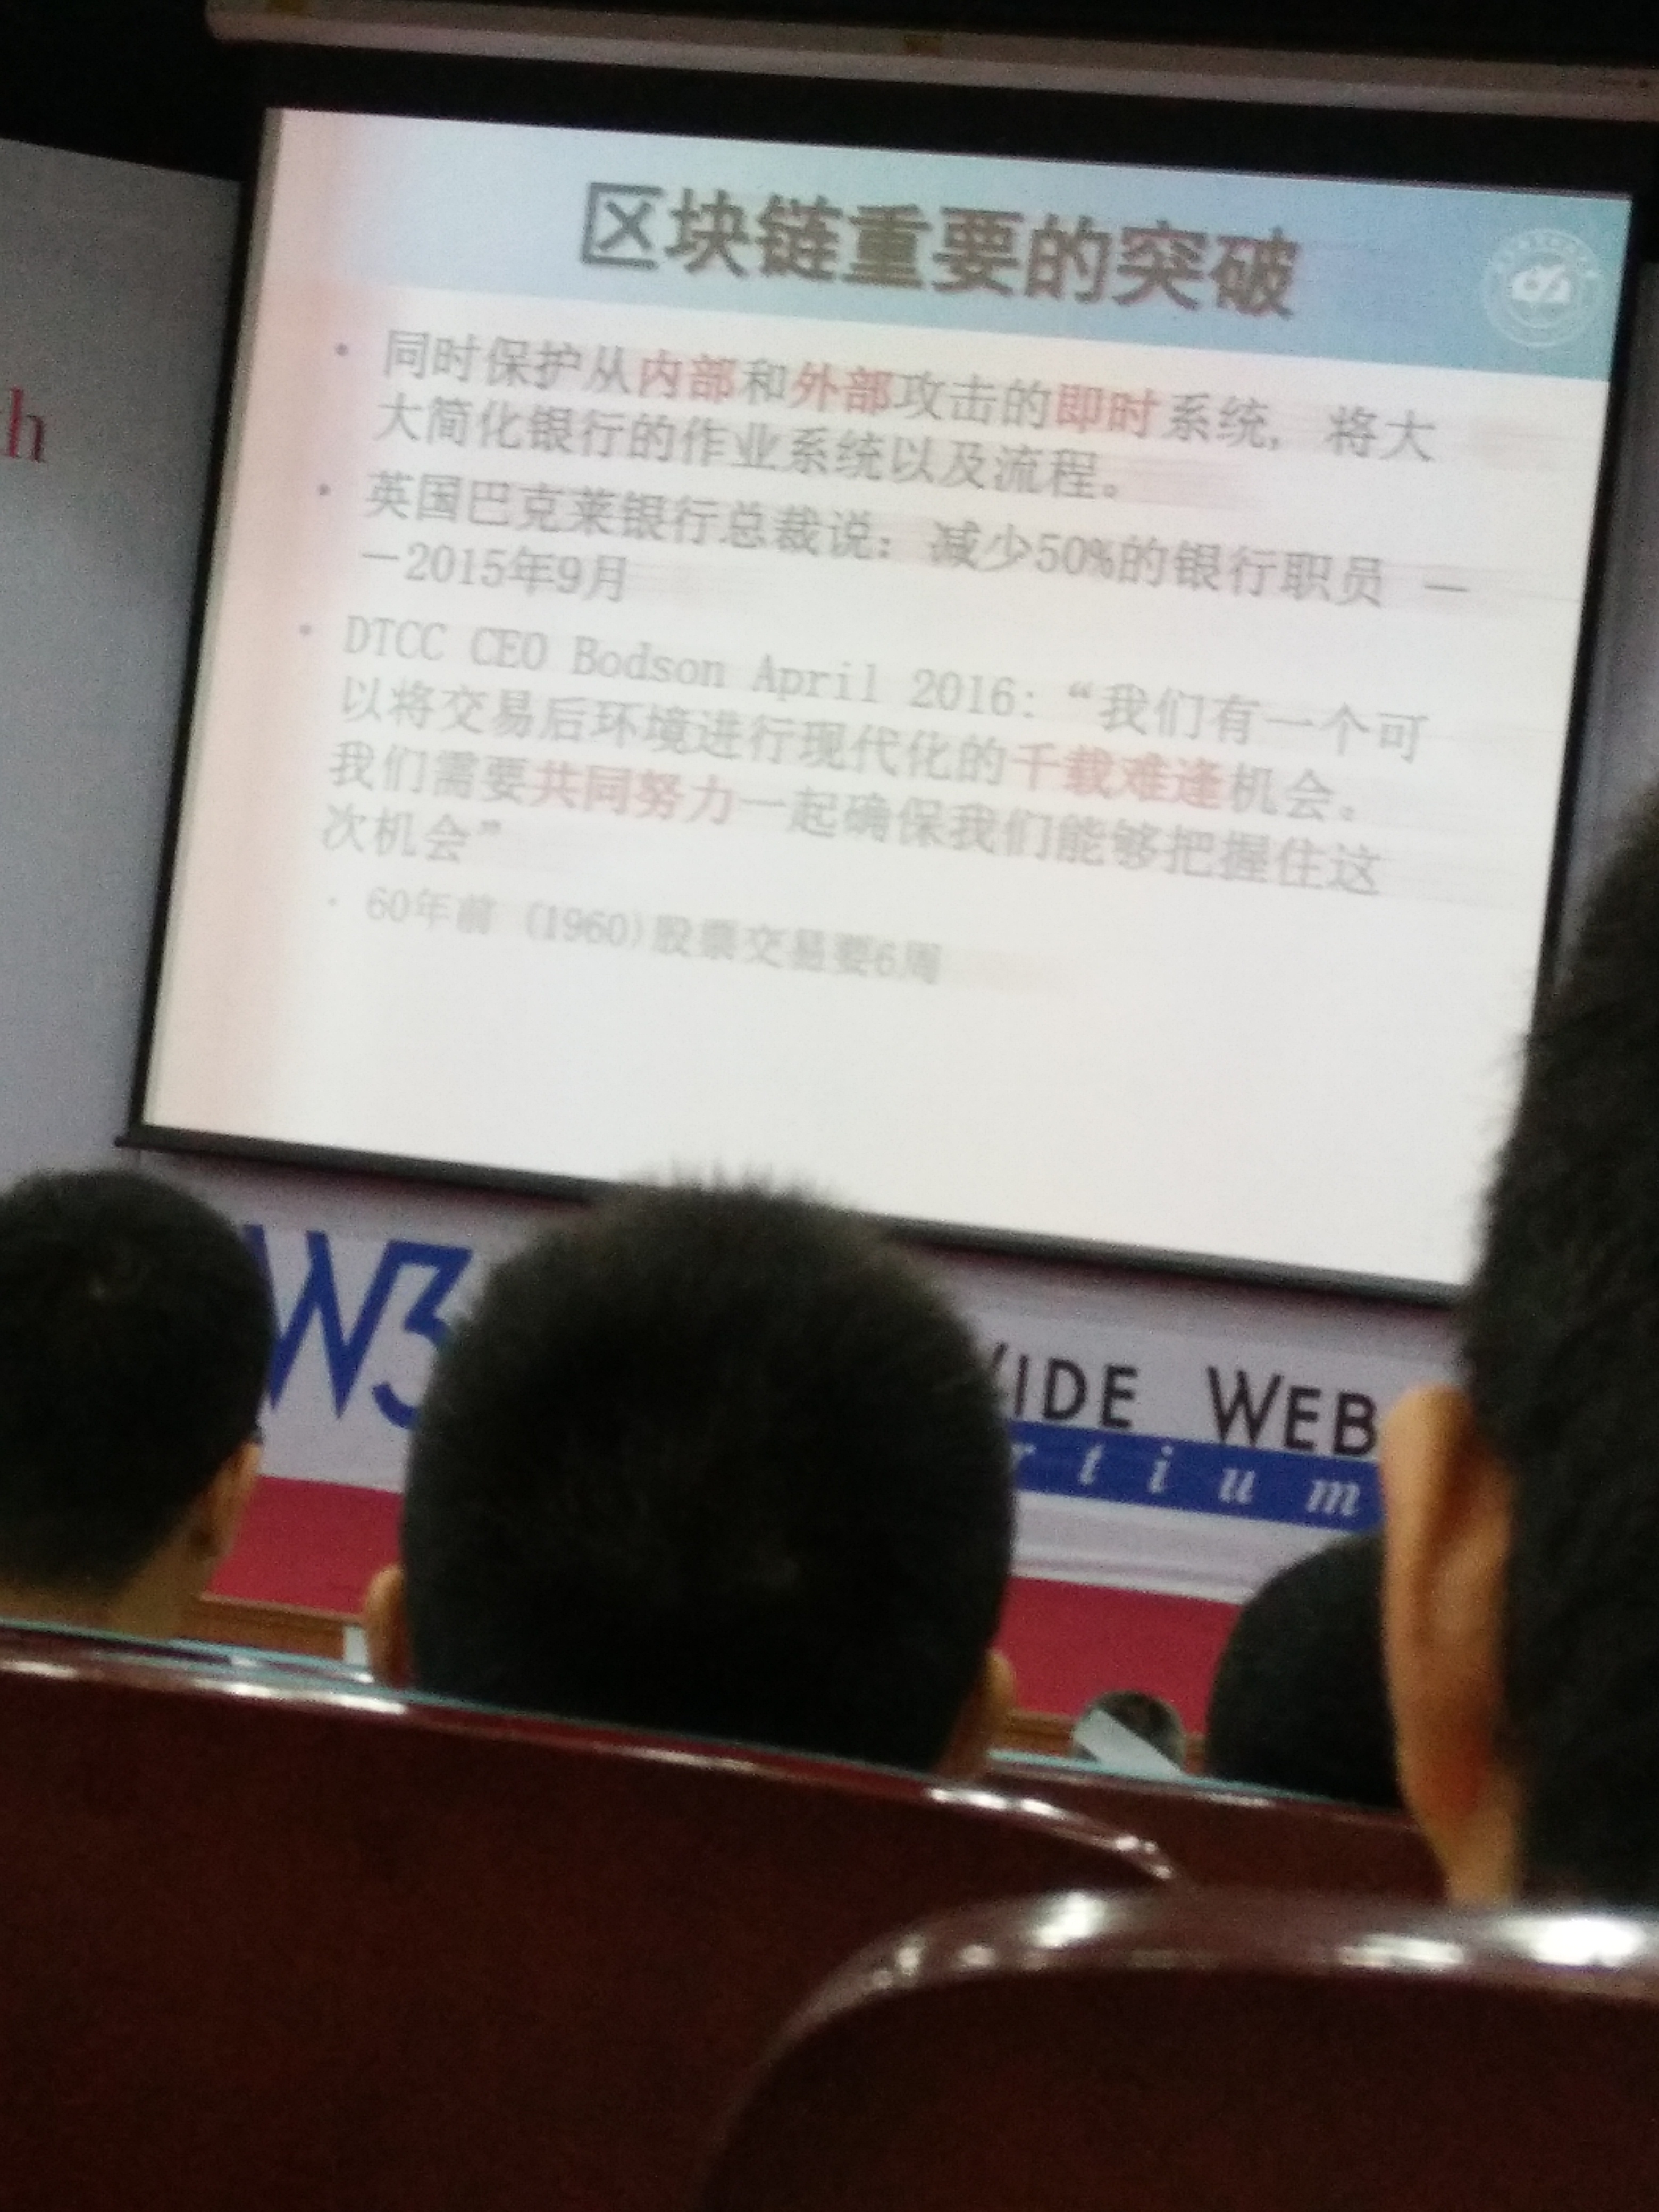 区块链重要的突破
• 同时保护从内部和外部攻击的即时系统, 将大
大简化银行的作业系统以及流程。
• 英国巴克莱银行总裁说: 减少50%的银行职员 —
—2015年9月
• DTCC CEO Bodson April 2016: “我们有一个可
以将交易后环境进行现代化的千载难逢机会。
我们需要共同努力一起确保我们能够把握住这
次机会”
• 60年前 (1960)股票交易要6周
h
W3
IDE WEB
rtium